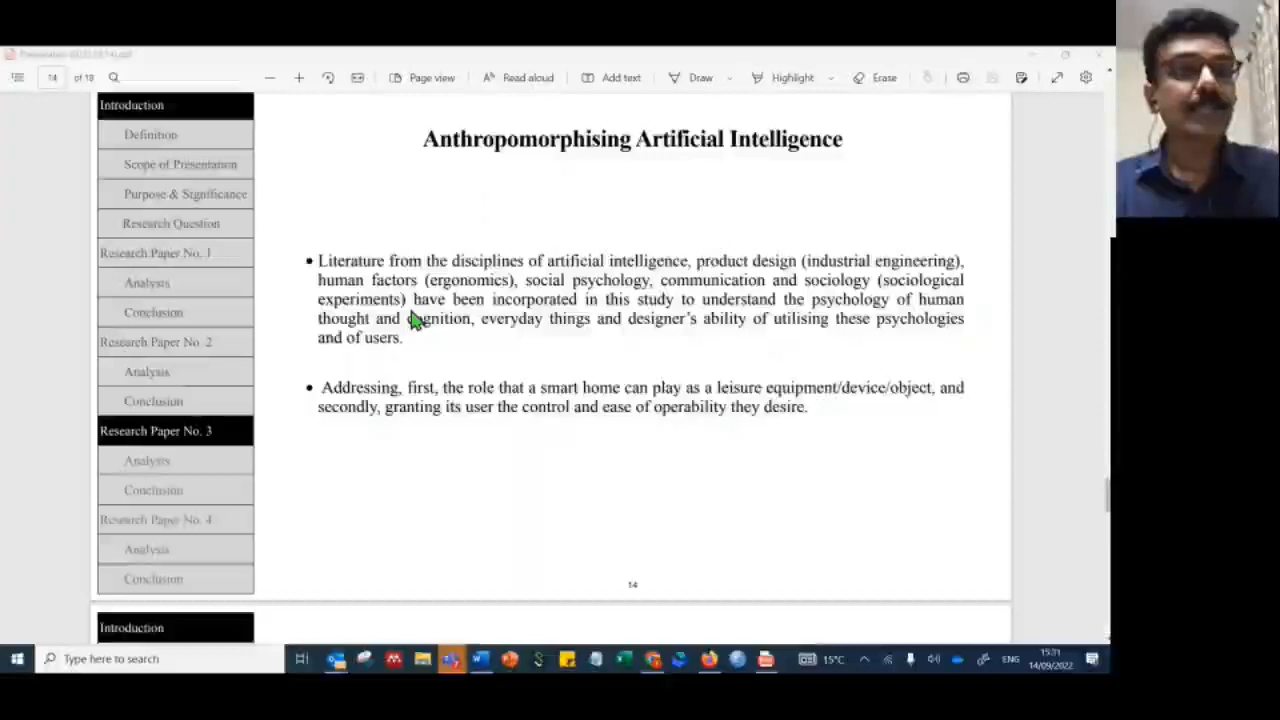 14
of 18
Page view
Read aloud
Add text
Draw
Highlight
Erase
Introduction
Definition
Scope of Presentation
Purpose & Significance
Research Question
Research Paper No. 1
Analysis
Conclusion
Research Paper No. 2
Analysis
Conclusion
Research Paper No. 3
Analysis
Conclusion
Research Paper No. 4
Analysis
Conclusion
Anthropomorphising Artificial Intelligence
• Literature from the disciplines of artificial intelligence, product design (industrial engineering),
human factors (ergonomics), social psychology, communication and sociology (sociological
experiments) have been incorporated in this study to understand the psychology of human
thought and cognition, everyday things and designer's ability of utilising these psychologies
and of users.
• Addressing, first, the role that a smart home can play as a leisure equipment/device/object, and
secondly, granting its user the control and ease of operability they desire.
14
Introduction
Type here to search
15°C
ENG
15:31
14/09/2022